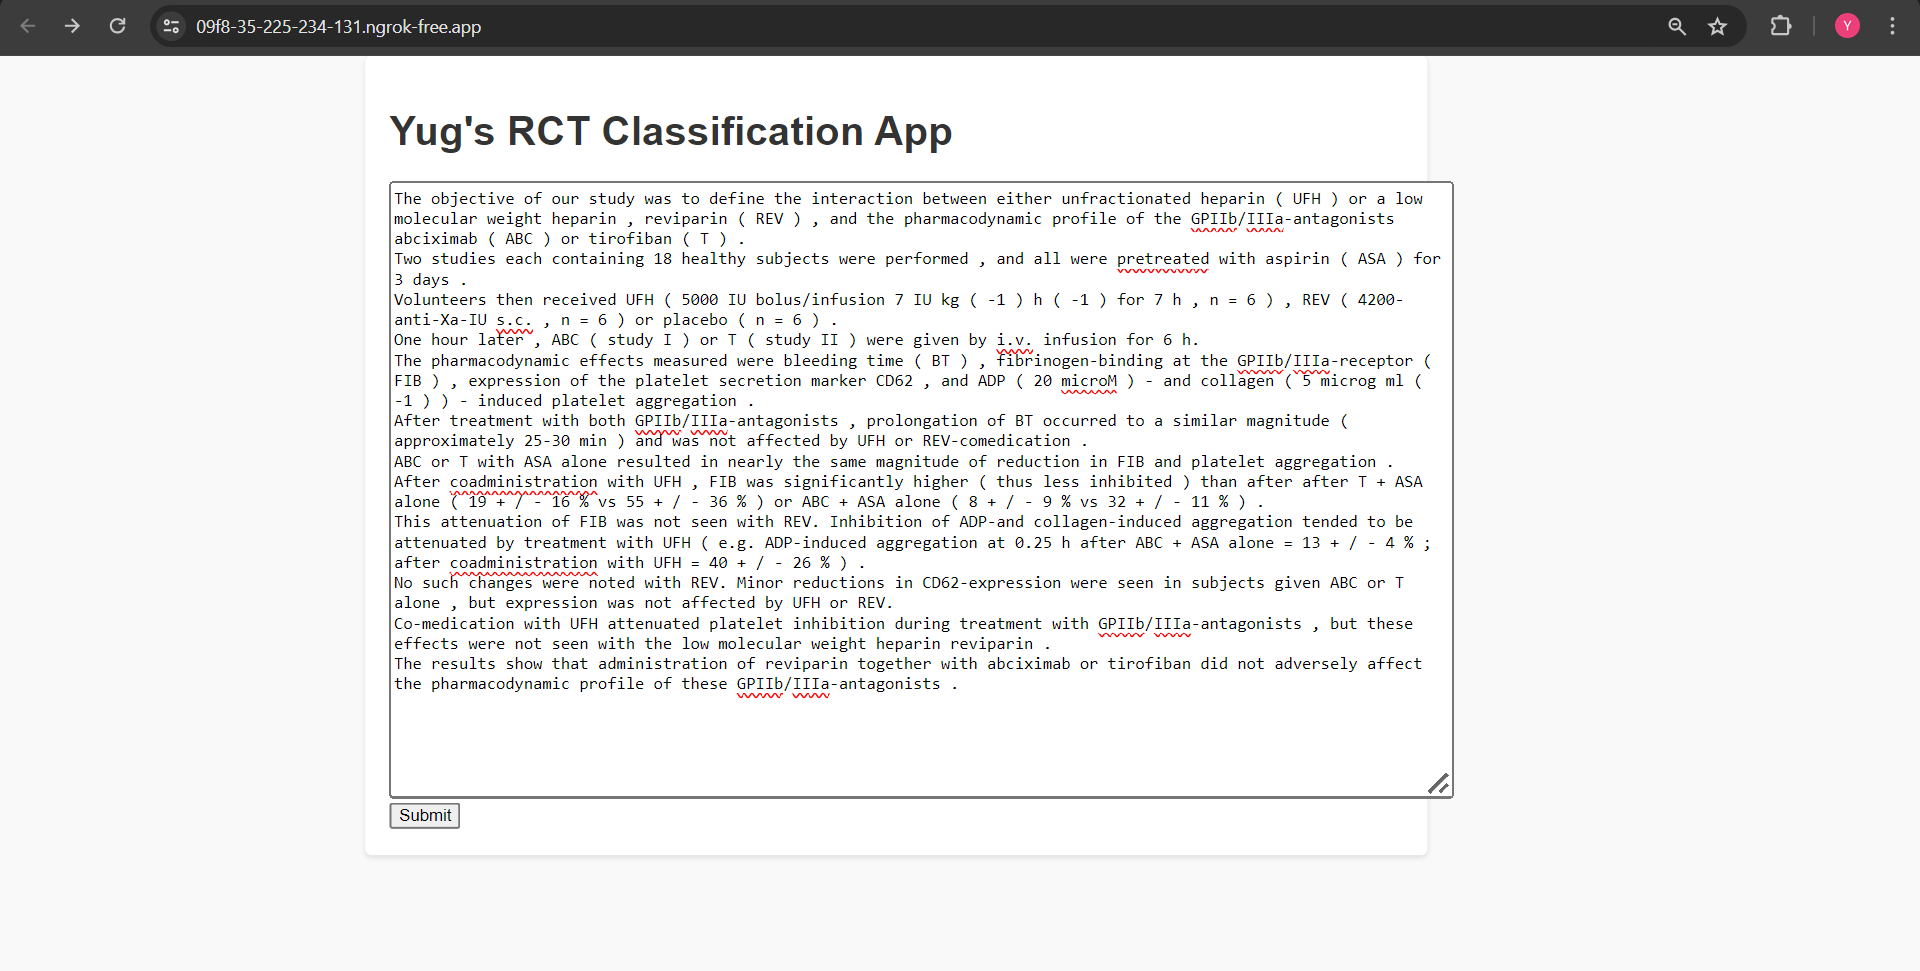 09f8-35-225-234-131.ngrok-free.app
Y
Yug's RCT Classification App
The objective of our study was to define the interaction between either unfractionated heparin ( UFH ) or a low
molecular weight heparin , reviparin ( REV ) , and the pharmacodynamic profile of the GPIIb/IIIa-antagonists
abciximab ( ABC ) or tirofiban ( T ) .
Two studies each containing 18 healthy subjects were performed , and all were pretreated with aspirin ( ASA ) for
3 days .
Volunteers then received UFH ( 5000 IU bolus/infusion 7 IU kg ( -1 ) h ( -1 ) for 7 h , n = 6 ) , REV ( 4200-
anti-Xa-IU s.c. , n = 6 ) or placebo ( n = 6 ) .
One hour later , ABC ( study I ) or T ( study II ) were given by i.v. infusion for 6 h.
The pharmacodynamic effects measured were bleeding time ( BT ) , fibrinogen-binding at the GPIIb/IIIa-receptor (
FIB ) , expression of the platelet secretion marker CD62 , and ADP ( 20 microM ) - and collagen ( 5 microg ml (
-1 ) ) - induced platelet aggregation .
After treatment with both GPIIb/IIIa-antagonists , prolongation of BT occurred to a similar magnitude (
approximately 25-30 min ) and was not affected by UFH or REV-comedication .
ABC or T with ASA alone resulted in nearly the same magnitude of reduction in FIB and platelet aggregation .
After coadministration with UFH , FIB was significantly higher ( thus less inhibited ) than after after T + ASA
alone ( 19 + / - 16 % vs 55 + / - 36 % ) or ABC + ASA alone ( 8 + / - 9 % vs 32 + / - 11 % ) .
This attenuation of FIB was not seen with REV. Inhibition of ADP-and collagen-induced aggregation tended to be
attenuated by treatment with UFH ( e.g. ADP-induced aggregation at 0.25 h after ABC + ASA alone = 13 + / - 4 % ;
after coadministration with UFH = 40 + / - 26 % ) .
No such changes were noted with REV. Minor reductions in CD62-expression were seen in subjects given ABC or T
alone , but expression was not affected by UFH or REV.
Co-medication with UFH attenuated platelet inhibition during treatment with GPIIb/IIIa-antagonists , but these
effects were not seen with the low molecular weight heparin reviparin .
The results show that administration of reviparin together with abciximab or tirofiban did not adversely affect
the pharmacodynamic profile of these GPIIb/IIIa-antagonists .
Submit